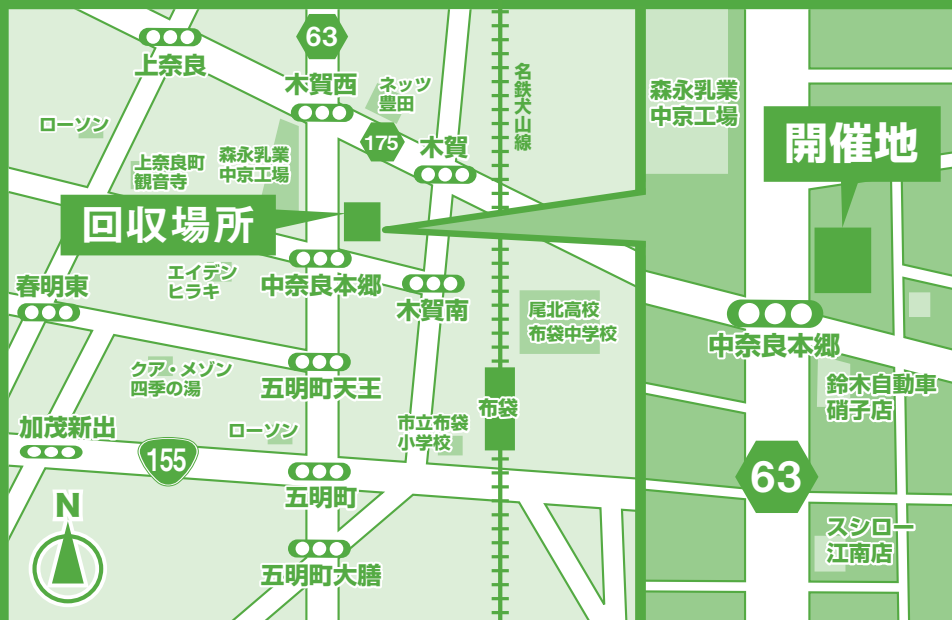 63
上奈良
木賀西
ネッツ
豊田
名鉄犬山線
ローソン
175
木賀
上奈良町
観音寺
森永乳業
中京工場
回収場所
エイデン
ヒラキ
中奈良本郷
春明東
木賀南
尾北高校
布袋中学校
クア・メゾン
四季の湯
五明町天王
布袋
加茂新出
ローソン
市立布袋
小学校
155
五明町
N
五明町大膳
森永乳業
中京工場
開催地
中奈良本郷
鈴木自動車
硝子店
63
スシロー
江南店